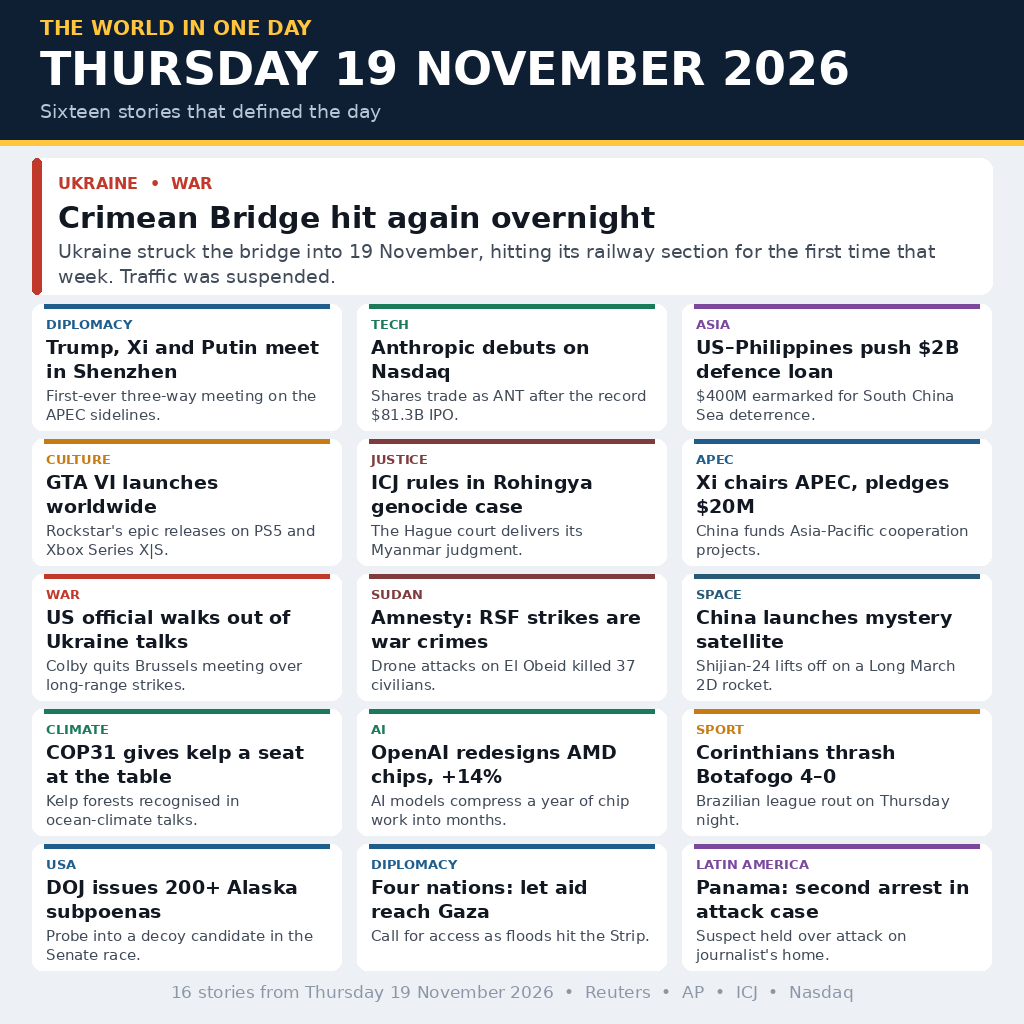 THE WORLD IN ONE DAY
THURSDAY 19 NOVEMBER 2026
Sixteen stories that defined the day
UKRAINE • WAR
Crimean Bridge hit again overnight
Ukraine struck the bridge into 19 November, hitting its railway section for the first time that
week. Traffic was suspended.
DIPLOMACY
Trump, Xi and Putin meet
in Shenzhen
First-ever three-way meeting on the
APEC sidelines.
TECH
Anthropic debuts on
Nasdaq
Shares trade as ANT after the record
$81.3B IPO.
ASIA
US–Philippines push $2B
defence loan
$400M earmarked for South China
Sea deterrence.
CULTURE
GTA VI launches
worldwide
Rockstar's epic releases on PS5 and
Xbox Series X|S.
JUSTICE
ICJ rules in Rohingya
genocide case
The Hague court delivers its
Myanmar judgment.
APEC
Xi chairs APEC, pledges
$20M
China funds Asia-Pacific cooperation
projects.
WAR
US official walks out of
Ukraine talks
Colby quits Brussels meeting over
long-range strikes.
SUDAN
Amnesty: RSF strikes are
war crimes
Drone attacks on El Obeid killed 37
civilians.
SPACE
China launches mystery
satellite
Shijian-24 lifts off on a Long March
2D rocket.
CLIMATE
COP31 gives kelp a seat
at the table
Kelp forests recognised in
ocean-climate talks.
AI
OpenAI redesigns AMD
chips, +14%
AI models compress a year of chip
work into months.
SPORT
Corinthians thrash
Botafogo 4–0
Brazilian league rout on Thursday
night.
USA
DOJ issues 200+ Alaska
subpoenas
Probe into a decoy candidate in the
Senate race.
DIPLOMACY
Four nations: let aid
reach Gaza
Call for access as floods hit the Strip.
LATIN AMERICA
Panama: second arrest in
attack case
Suspect held over attack on
journalist's home.
16 stories from Thursday 19 November 2026 • Reuters • AP • ICJ • Nasdaq